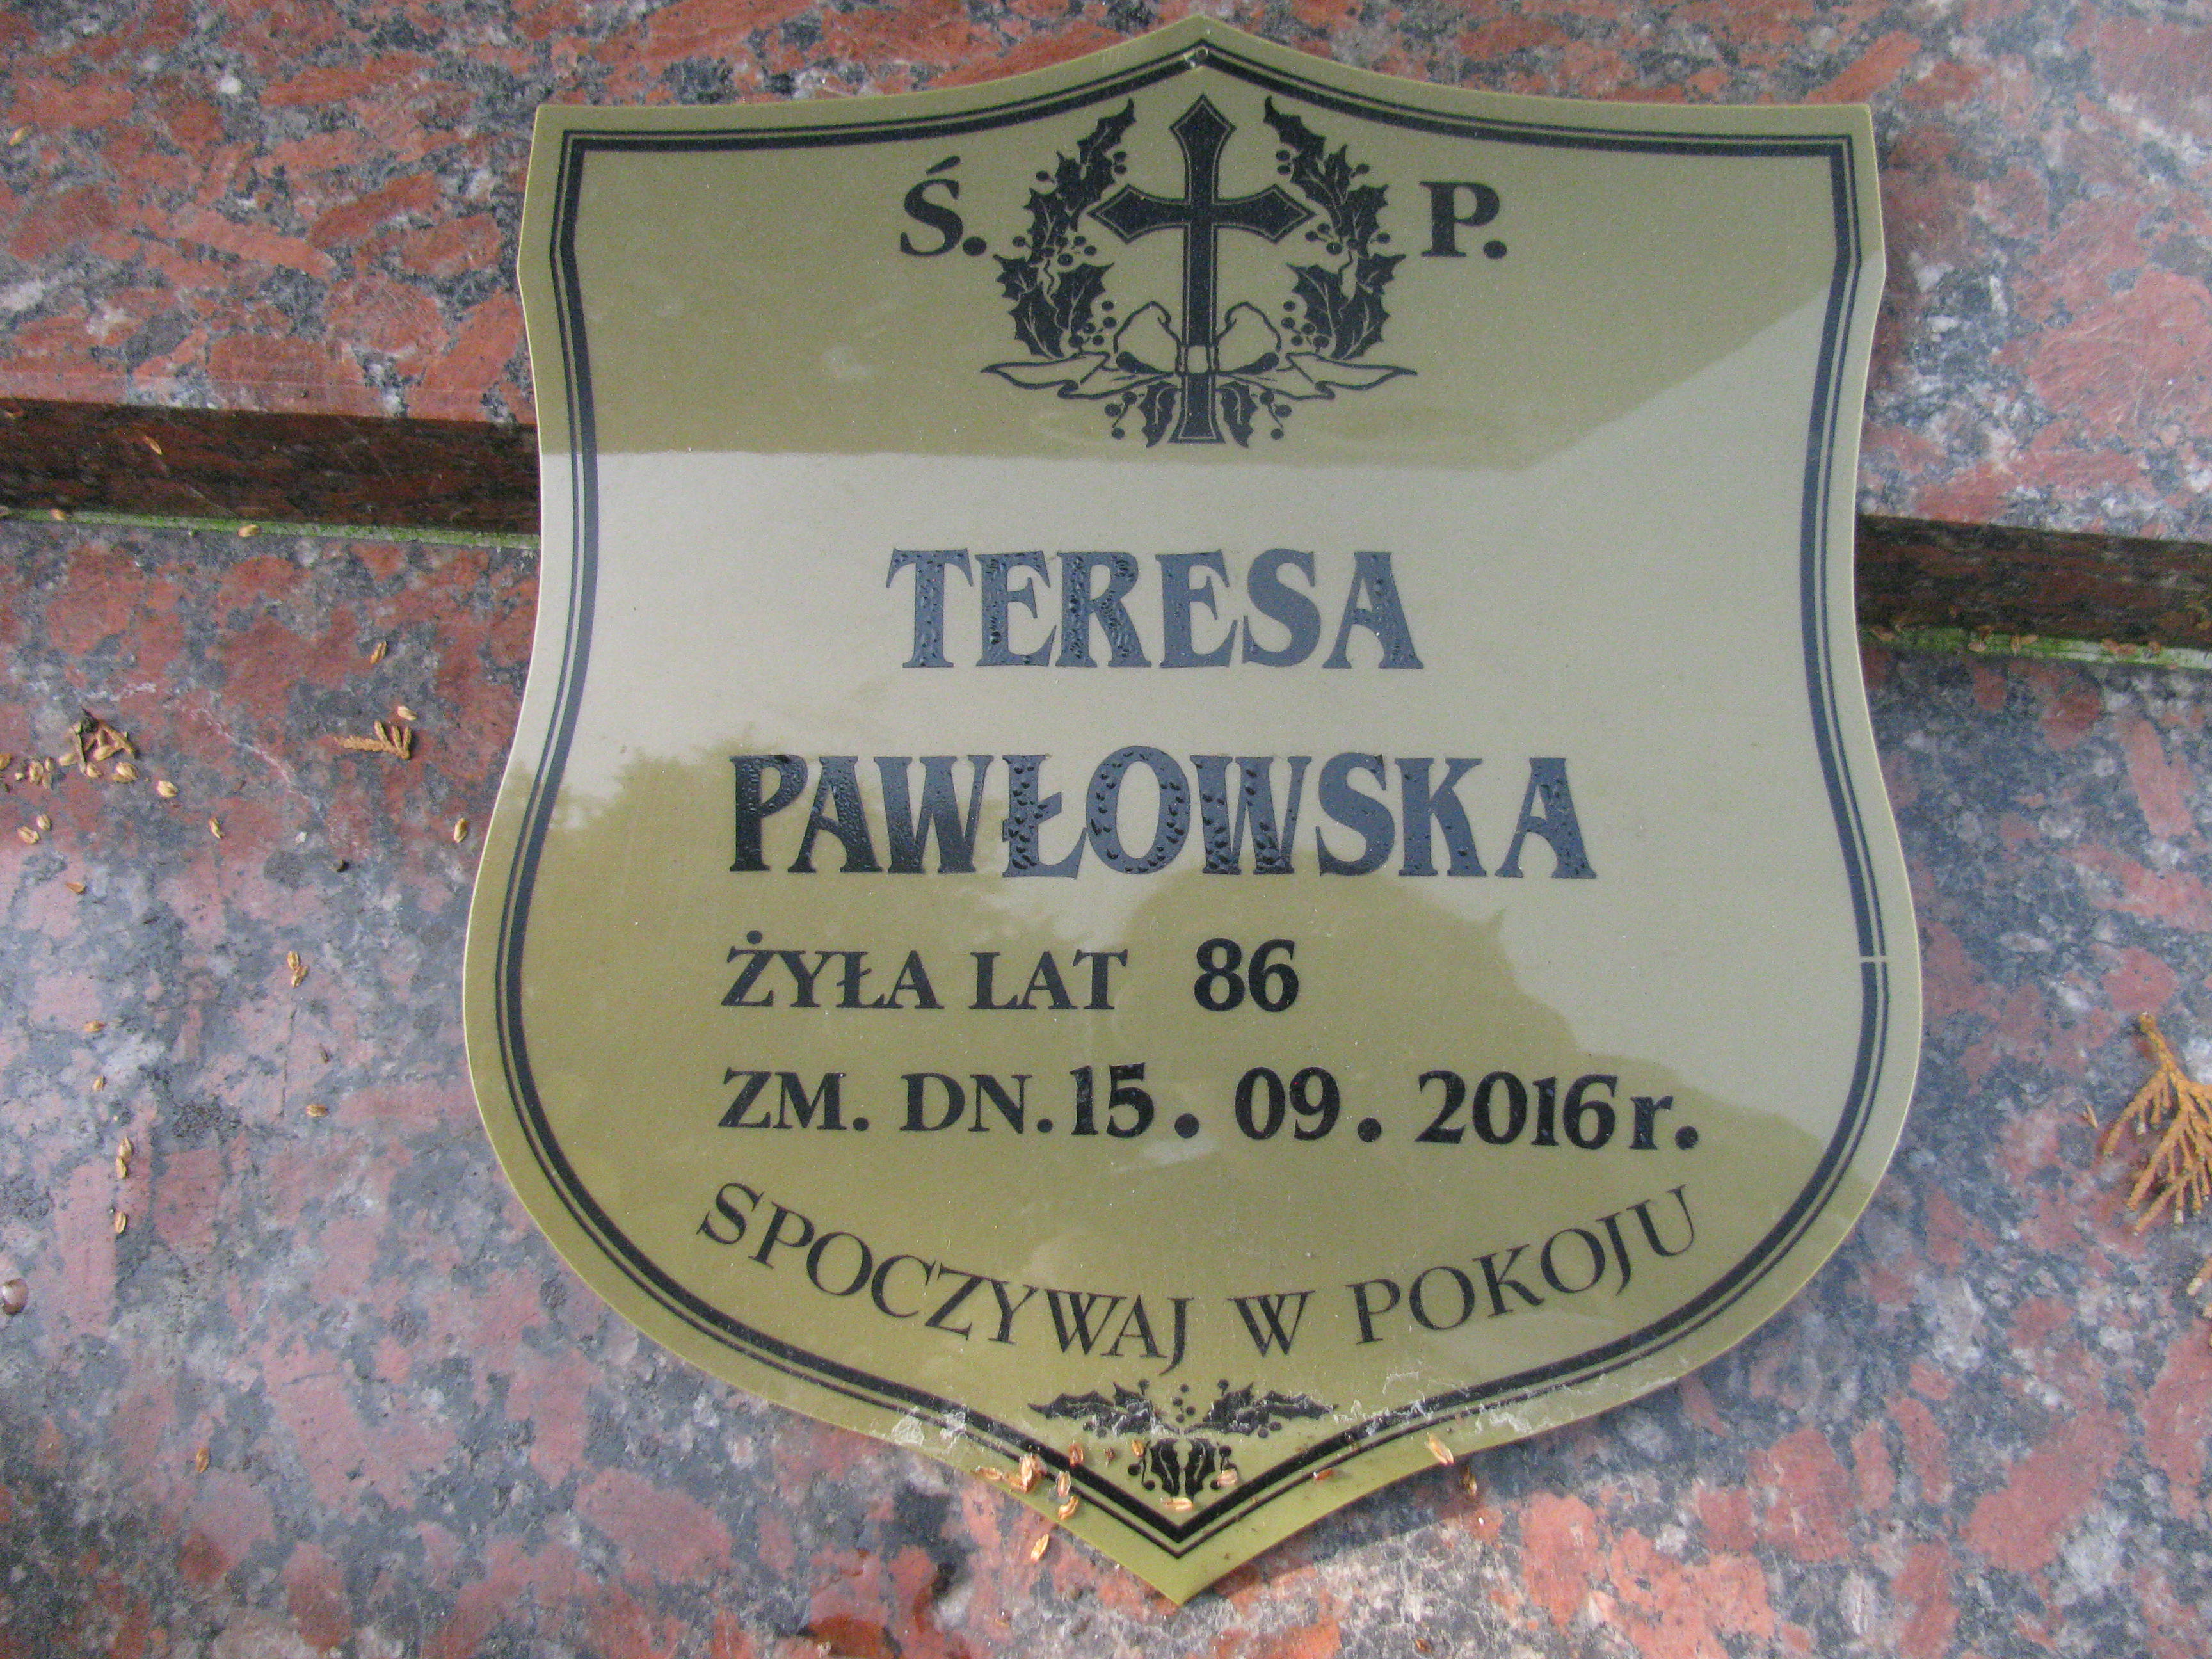 Ś. P.
TERESA
PAWŁOWSKA
ŻYŁA LAT 86
ZM. DN. 15. 09. 2016 r.
SPOCZYWAJ W POKOJU